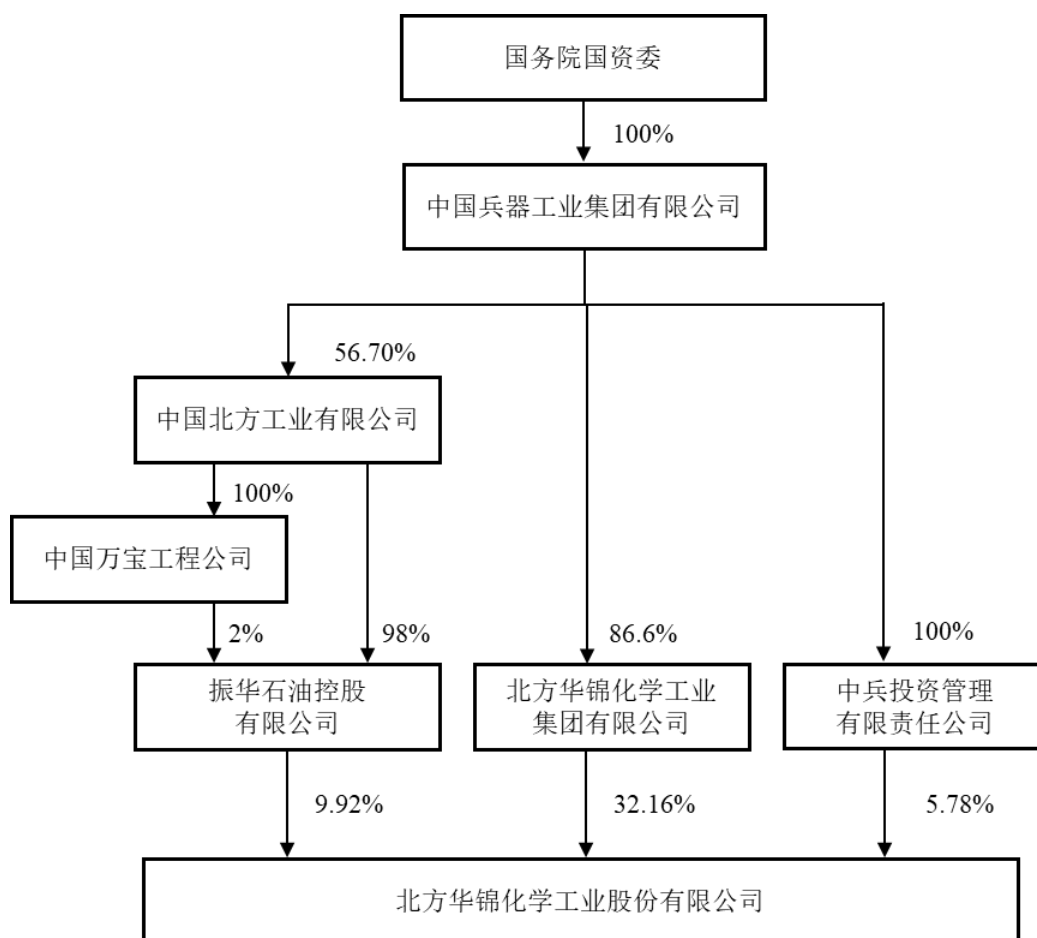 国务院国资委
100%
中国兵器工业集团有限公司
56.70%
中国北方工业有限公司
100%
中国万宝工程公司
2%
98%
86.6%
100%
振华石油控股
有限公司
北方华锦化学工业
集团有限公司
中兵投资管理
有限责任公司
9.92%
32.16%
5.78%
北方华锦化学工业股份有限公司